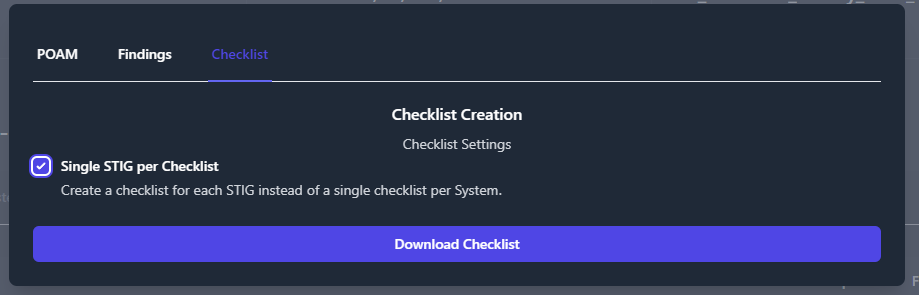 POAM
Findings
Checklist
Checklist Creation
Checklist Settings
Single STIG per Checklist
Create a checklist for each STIG instead of a single checklist per System.
Download Checklist